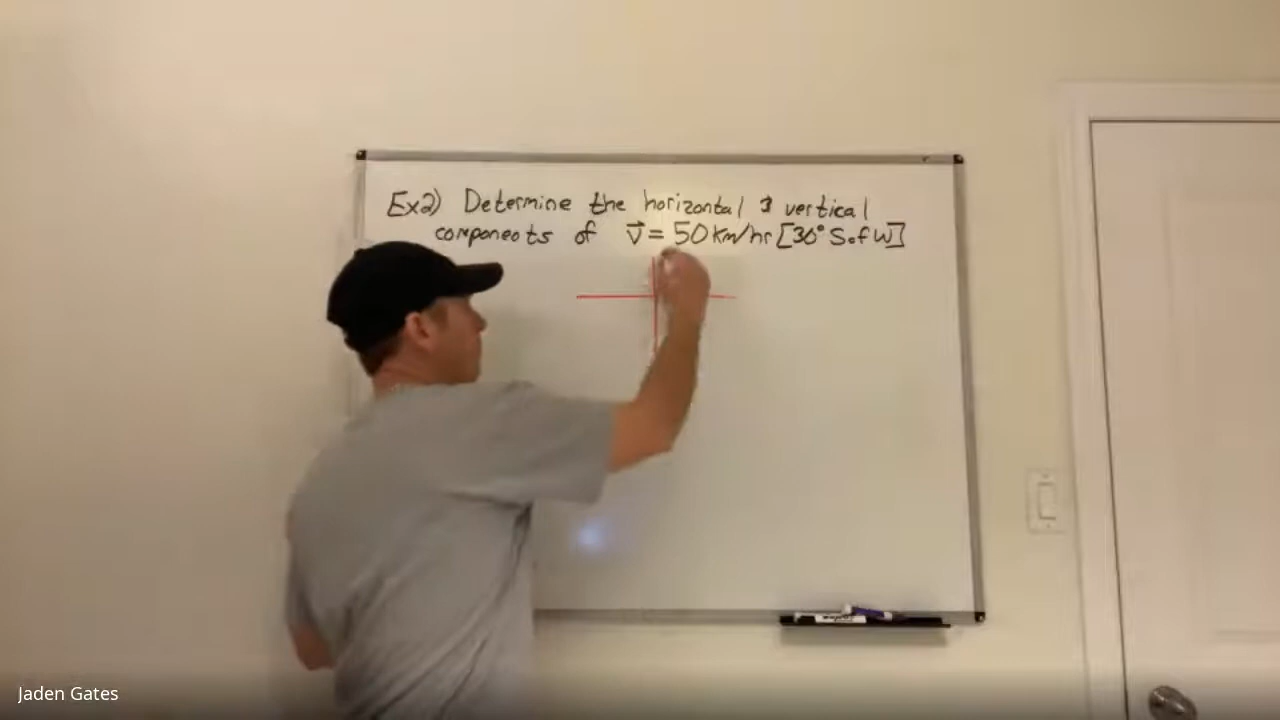 Ex2) Determine the horizontal & vertical
components of v⃗ = 50 km/hr [30° S of W]
Jaden Gates